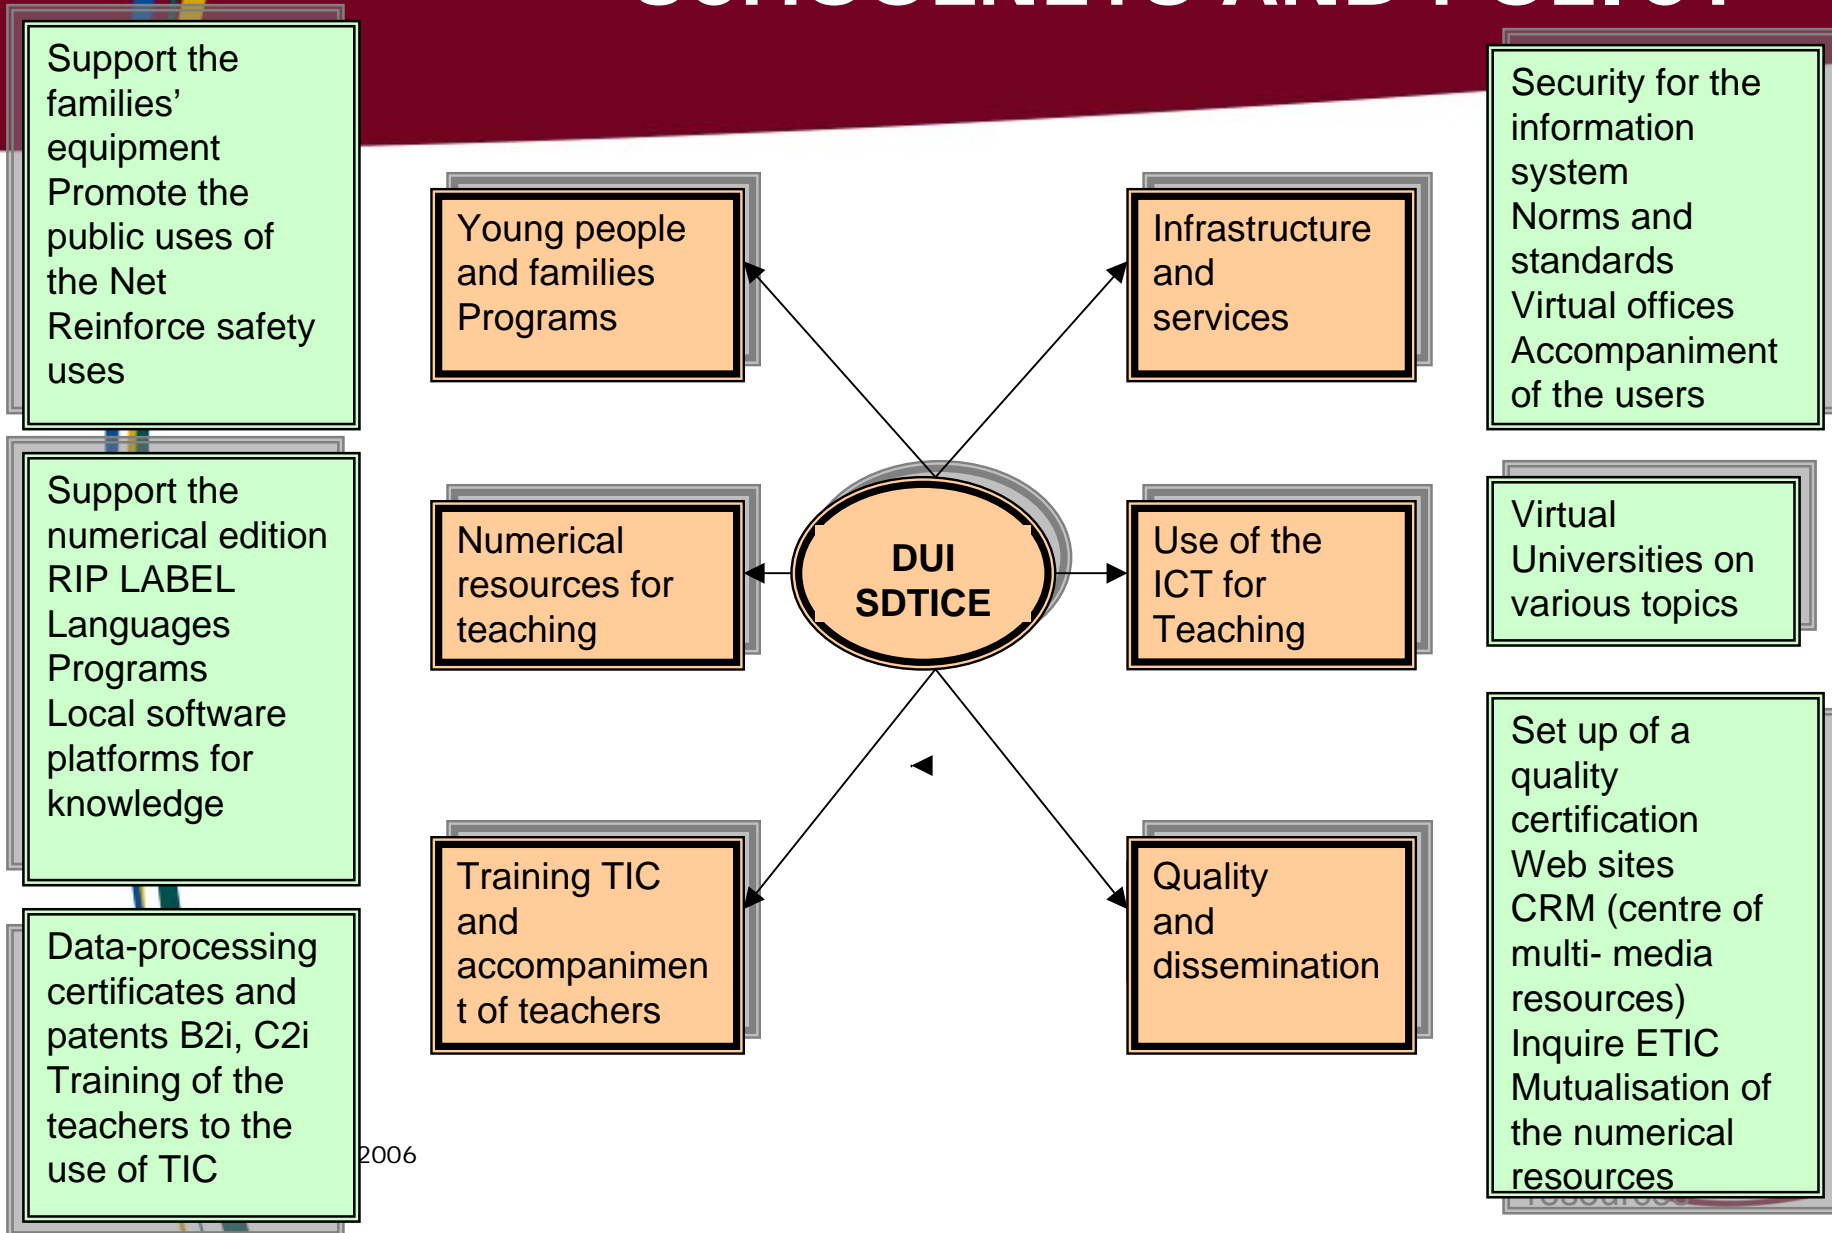 SCHOOLNETS AND POLICY
Support the
families’
equipment
Promote the
public uses of
the Net
Reinforce safety
uses
Young people
and families
Programs
Infrastructure
and
services
Security for the
information
system
Norms and
standards
Virtual offices
Accompaniment
of the users
Support the
numerical edition
RIP LABEL
Languages
Programs
Local software
platforms for
knowledge
Numerical
resources for
teaching
DUI
SDTICE
Use of the
ICT for
Teaching
Virtual
Universities on
various topics
Data-processing
certificates and
patents B2i, C2i
Training of the
teachers to the
use of TIC
Training TIC
and
accompanimen
t of teachers
Quality
and
dissemination
Set up of a
quality
certification
Web sites
CRM (centre of
multi- media
resources)
Inquire ETIC
Mutualisation of
the numerical
resources
2006